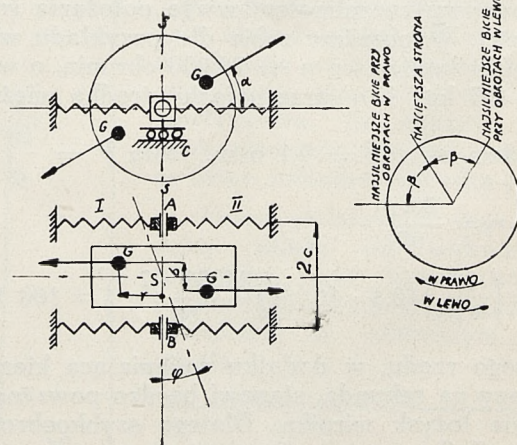 S
G
α
G
C
S
I
A
II
G
S
b
G
r
2c
B
φ
NAJSILNIEJSZE BICIE PRZY
OBROTACH W PRAWO
NAJCIĘŻSZA STRONA
NAJSILNIEJSZE BICIE
PRZY OBROTACH W LEWO
β
β
W PRAWO
W LEWO